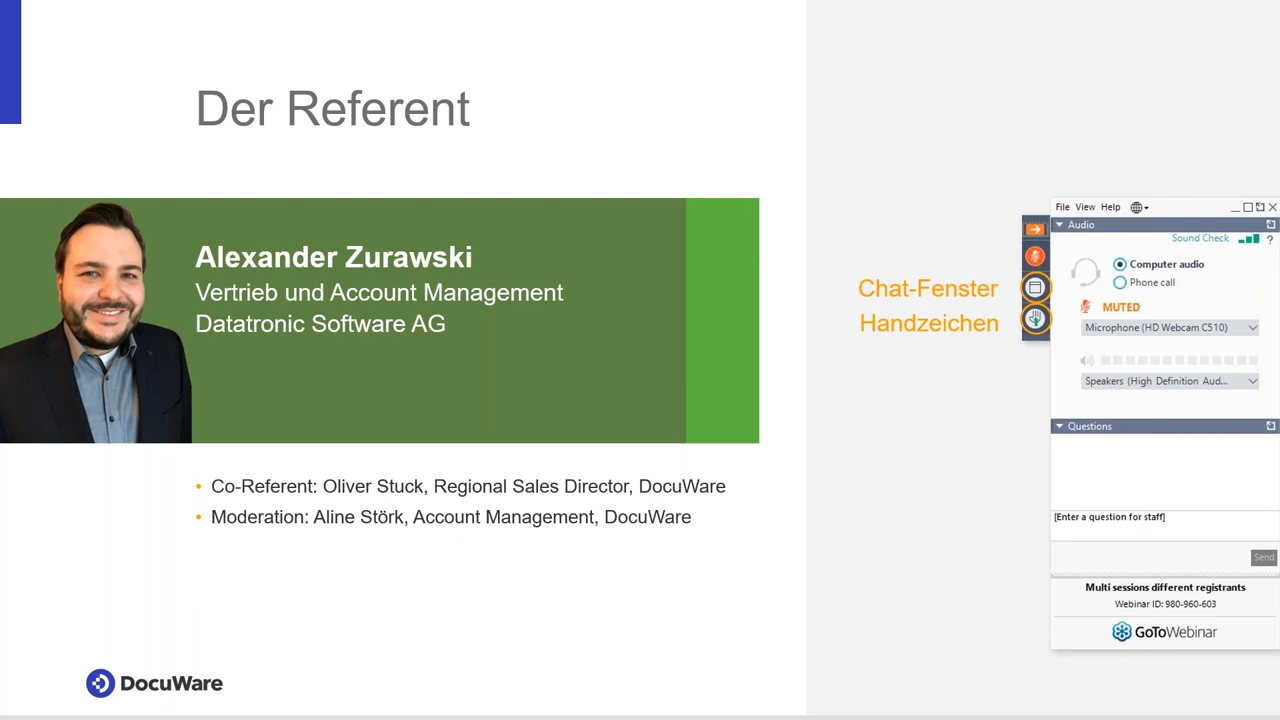 Der Referent
Alexander Zurawski
Vertrieb und Account Management
Datatronic Software AG
• Co-Referent: Oliver Stuck, Regional Sales Director, DocuWare
• Moderation: Aline Störk, Account Management, DocuWare
DocuWare
Chat-Fenster
Handzeichen
File View Help
Audio
Sound Check ?
Computer audio
Phone call
MUTED
Microphone (HD Webcam C510)
Speakers (High Definition Aud...
Questions
[Enter a question for staff]
Send
Multi sessions different registrants
Webinar ID: 980-960-603
GoToWebinar